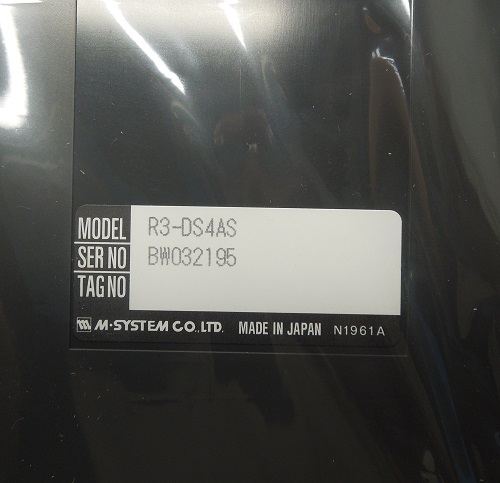 MODEL R3-DS4AS
SER NO BW032195
TAG NO
M-SYSTEM CO., LTD. MADE IN JAPAN N1961A